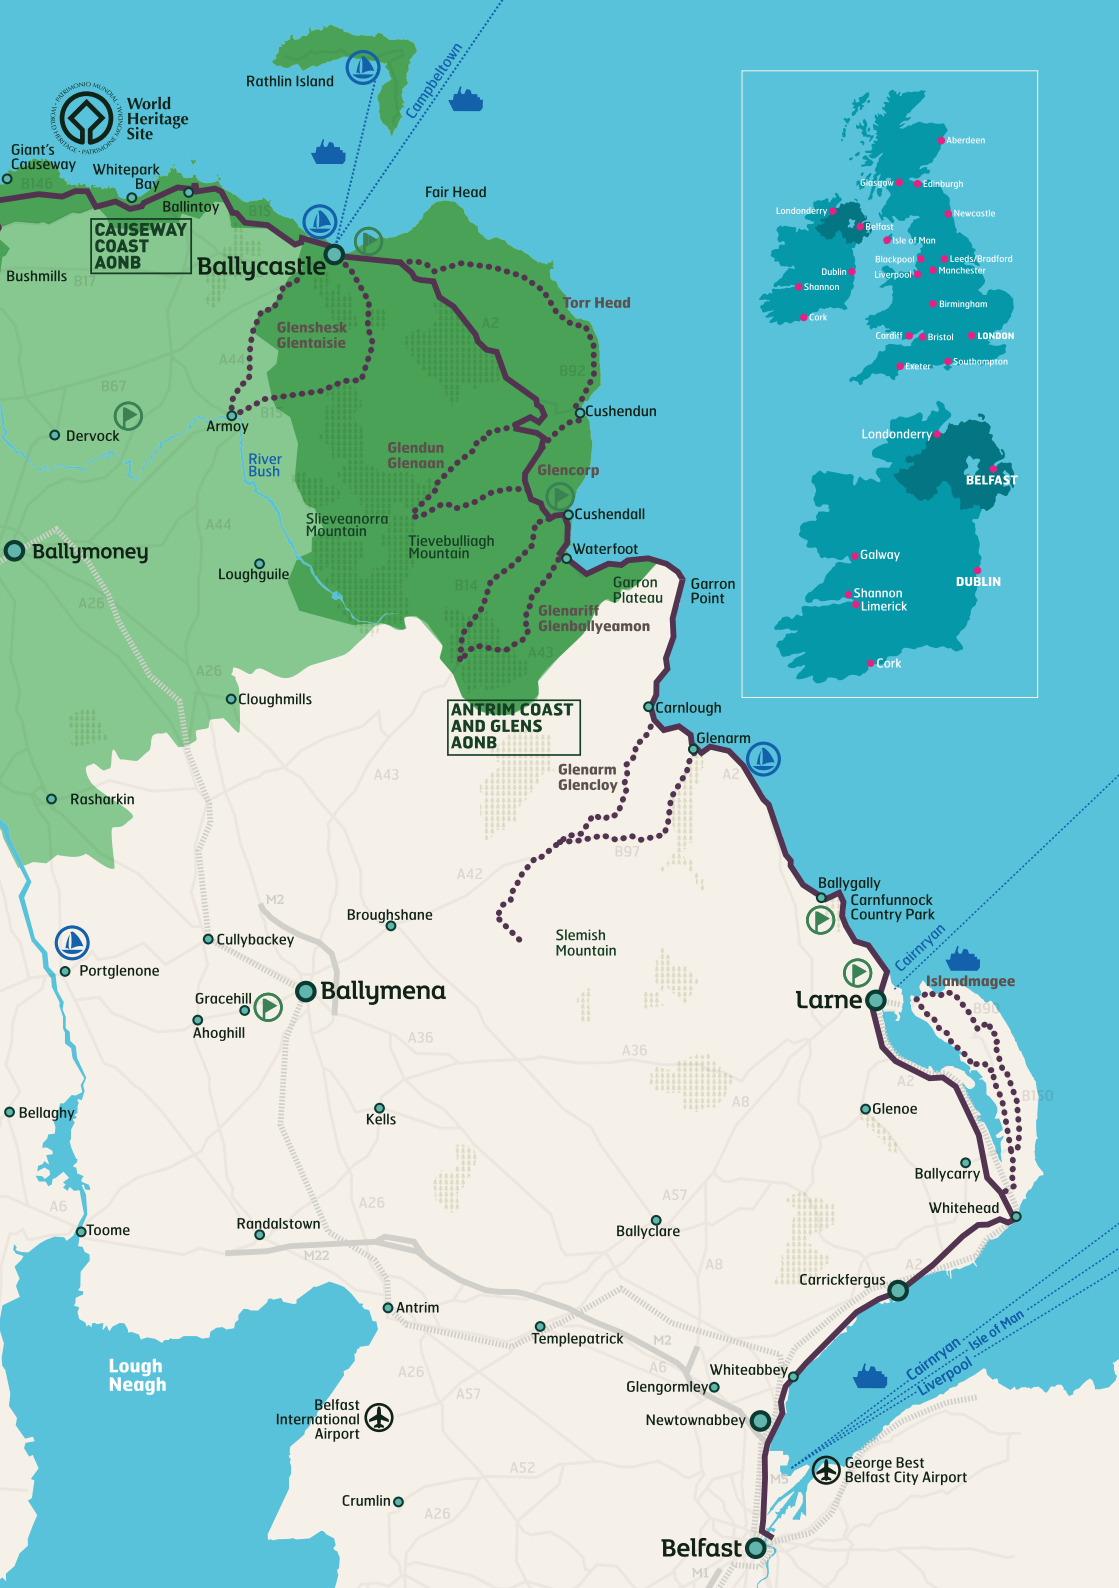 Rathlin Island
Campbeltown
PATRIMONIO MUNDIAL
WORLD HERITAGE
PATRIMOINE MONDIAL
World
Heritage
Site
Giant's
Causeway
B146
Whitepark
Bay
Ballintoy
B15
Fair Head
CAUSEWAY
COAST
AONB
Ballycastle
Bushmills
B17
Torr Head
Glenshesk
Glentaisie
A2
A44
B92
B67
B15
Armoy
Cushendun
Dervock
River
Bush
Glendun
Glenaan
Glencorp
Slieveanorra
Mountain
Cushendall
A44
Tievebulliagh
Mountain
Waterfoot
Ballymoney
Loughguile
B14
Garron
Plateau
Garron
Point
A26
Glenariff
Glenballyeamon
A43
A26
Cloughmills
ANTRIM COAST
AND GLENS
AONB
Carnlough
Glenarm
Glenarm
Glencloy
A43
A2
Rasharkin
B97
A42
Ballygally
Carnfunnock
Country Park
M2
Broughshane
Cullybackey
Slemish
Mountain
Cairnryan
Portglenone
Islandmagee
Gracehill
Ballymena
Larne
Ahoghill
B90
A36
A36
A2
B150
Bellaghy
Kells
A8
Glenoe
Ballycarry
A6
A26
A57
Whitehead
Toome
Randalstown
Ballyclare
M22
A8
A2
Carrickfergus
Antrim
Templepatrick
M2
Cairnryan
Isle of Man
Liverpool
A6
Whiteabbey
Lough
Neagh
A26
A57
Glengormley
Belfast
International
Airport
Newtownabbey
A52
M5
George Best
Belfast City Airport
Crumlin
A26
Belfast
M1
Aberdeen
Glasgow
Edinburgh
Londonderry
Newcastle
Belfast
Isle of Man
Blackpool
Leeds/Bradford
Dublin
Liverpool
Manchester
Shannon
Birmingham
Cork
Cardiff
Bristol
LONDON
Exeter
Southampton
Londonderry
BELFAST
Galway
DUBLIN
Shannon
Limerick
Cork